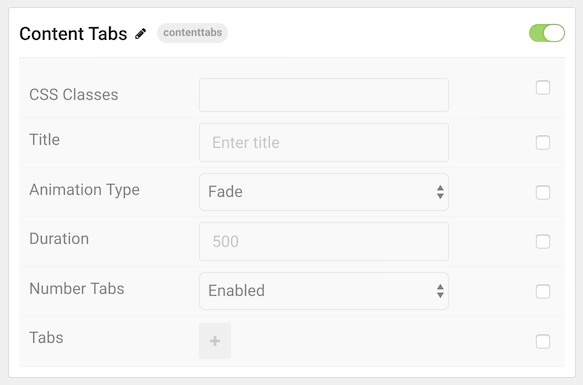 Content Tabs contenttabs
CSS Classes
Title Enter title
Animation Type Fade
Duration 500
Number Tabs Enabled
Tabs +